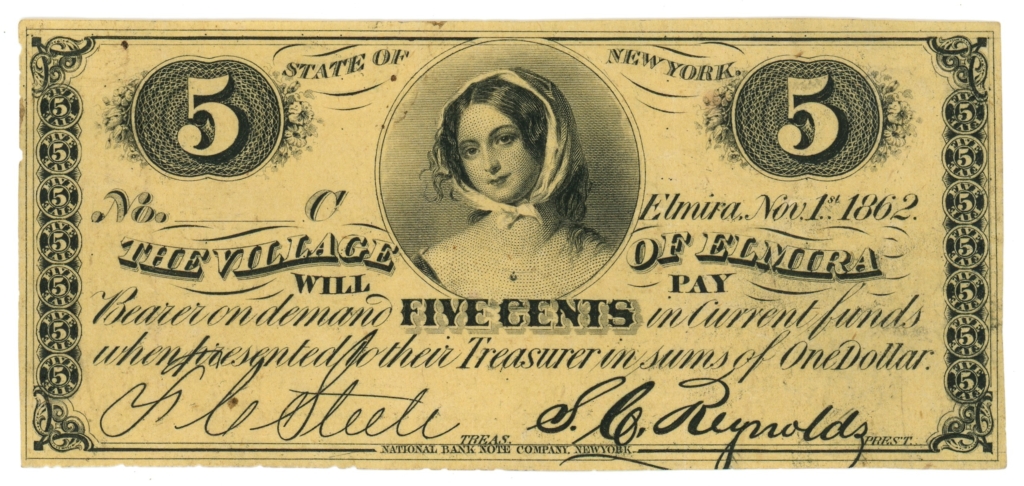 STATE OF NEW YORK.
5 5
No. C Elmira, Nov. 1st. 1862.
THE VILLAGE OF ELMIRA
WILL PAY
Bearer on demand FIVE CENTS in Current funds
when presented to their Treasurer in sums of One Dollar.
F C Steele TREAS. S. C. Reynolds PREST.
NATIONAL BANK NOTE COMPANY, NEW YORK.